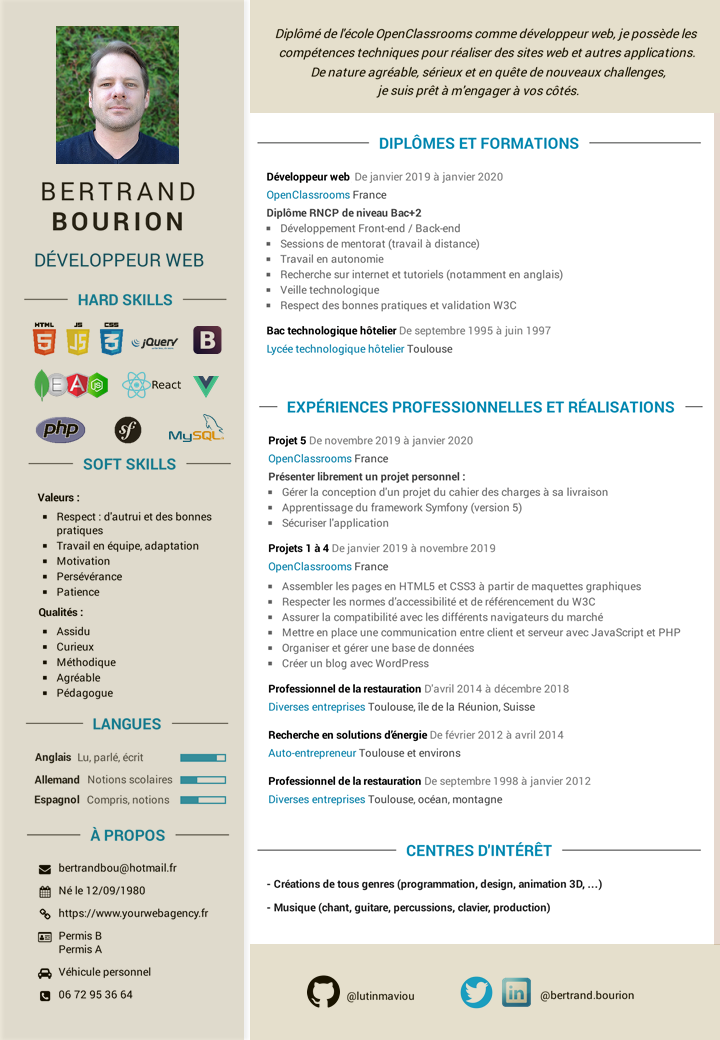 BERTRAND
BOURION
DÉVELOPPEUR WEB
HARD SKILLS
HTML JS CSS
5 JS 3 jQuery B
E A JS React
php sf MySQL
SOFT SKILLS
Valeurs :
Respect : d'autrui et des bonnes
pratiques
Travail en équipe, adaptation
Motivation
Persévérance
Patience
Qualités :
Assidu
Curieux
Méthodique
Agréable
Pédagogue
LANGUES
Anglais Lu, parlé, écrit
Allemand Notions scolaires
Espagnol Compris, notions
À PROPOS
bertrandbou@hotmail.fr
Né le 12/09/1980
https://www.yourwebagency.fr
Permis B
Permis A
Véhicule personnel
06 72 95 36 64
Diplômé de l'école OpenClassrooms comme développeur web, je possède les
compétences techniques pour réaliser des sites web et autres applications.
De nature agréable, sérieux et en quête de nouveaux challenges,
je suis prêt à m'engager à vos côtés.
DIPLÔMES ET FORMATIONS
Développeur web De janvier 2019 à janvier 2020
OpenClassrooms France
Diplôme RNCP de niveau Bac+2
Développement Front-end / Back-end
Sessions de mentorat (travail à distance)
Travail en autonomie
Recherche sur internet et tutoriels (notamment en anglais)
Veille technologique
Respect des bonnes pratiques et validation W3C
Bac technologique hôtelier De septembre 1995 à juin 1997
Lycée technologique hôtelier Toulouse
EXPÉRIENCES PROFESSIONNELLES ET RÉALISATIONS
Projet 5 De novembre 2019 à janvier 2020
OpenClassrooms France
Présenter librement un projet personnel :
Gérer la conception d'un projet du cahier des charges à sa livraison
Apprentissage du framework Symfony (version 5)
Sécuriser l'application
Projets 1 à 4 De janvier 2019 à novembre 2019
OpenClassrooms France
Assembler les pages en HTML5 et CSS3 à partir de maquettes graphiques
Respecter les normes d'accessibilité et de référencement du W3C
Assurer la compatibilité avec les différents navigateurs du marché
Mettre en place une communication entre client et serveur avec JavaScript et PHP
Organiser et gérer une base de données
Créer un blog avec WordPress
Professionnel de la restauration D'avril 2014 à décembre 2018
Diverses entreprises Toulouse, île de la Réunion, Suisse
Recherche en solutions d'énergie De février 2012 à avril 2014
Auto-entrepreneur Toulouse et environs
Professionnel de la restauration De septembre 1998 à janvier 2012
Diverses entreprises Toulouse, océan, montagne
CENTRES D'INTÉRÊT
- Créations de tous genres (programmation, design, animation 3D, ...)
- Musique (chant, guitare, percussions, clavier, production)
@lutinmaviou in @bertrand.bourion